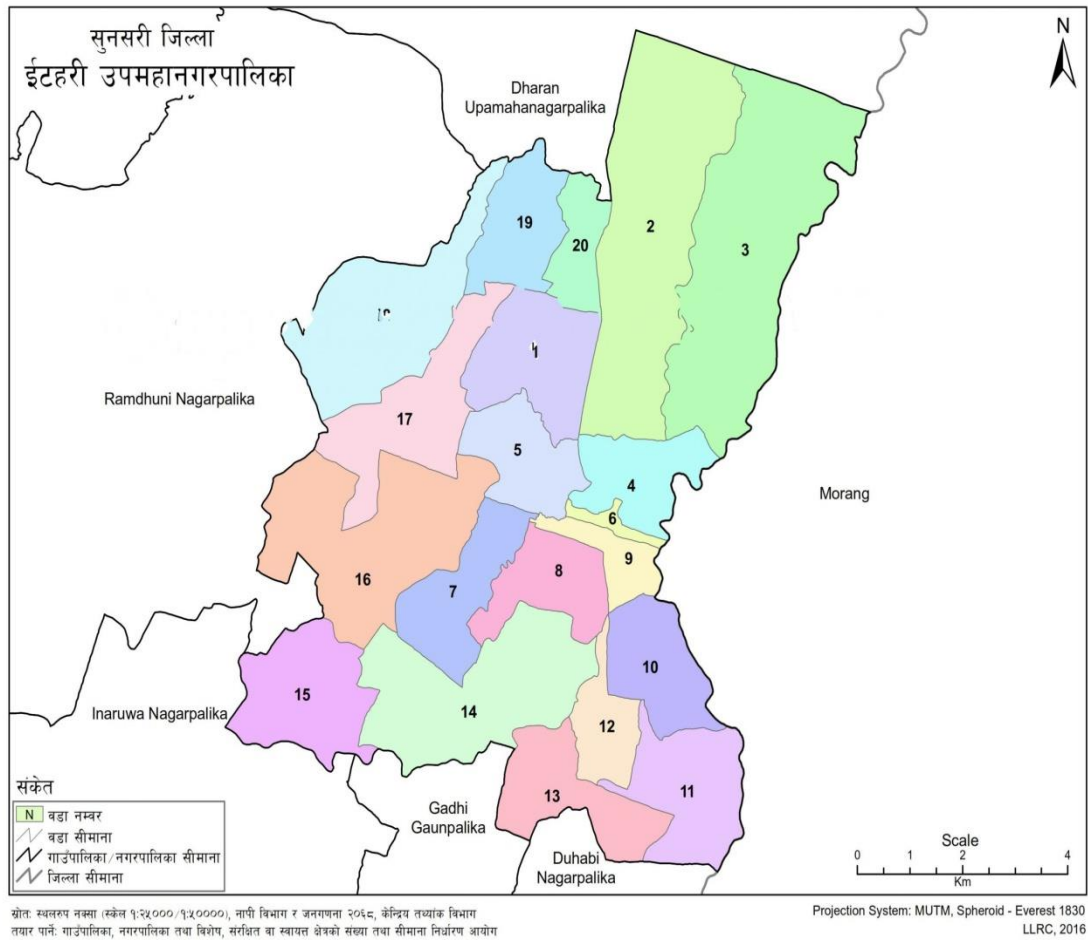 सुनसरी जिल्ला
ईटहरी उपमहानगरपालिका
N
Dharan
Upamahanagarpalika
19
20
2
3
1
Ramdhuni Nagarpalika
17
5
4
Morang
6
9
8
7
16
10
15
14
12
Inaruwa Nagarpalika
11
13
Gadhi
Gaunpalika
Duhabi
Nagarpalika
संकेत
N वडा नम्बर
वडा सीमाना
गाउँपालिका/नगरपालिका सीमाना
जिल्ला सीमाना
Scale
0 1 2 4
Km
स्रोत: स्थलरुप नक्सा (स्केल १:२५०००/१:५००००), नापी विभाग र जनगणना २०६८, केन्द्रिय तथ्यांक विभाग
तयार पार्ने: गाउँपालिका, नगरपालिका तथा विशेष, संरक्षित वा स्वायत्त क्षेत्रको संख्या तथा सीमाना निर्धारण आयोग
Projection System: MUTM, Spheroid - Everest 1830
LLRC, 2016